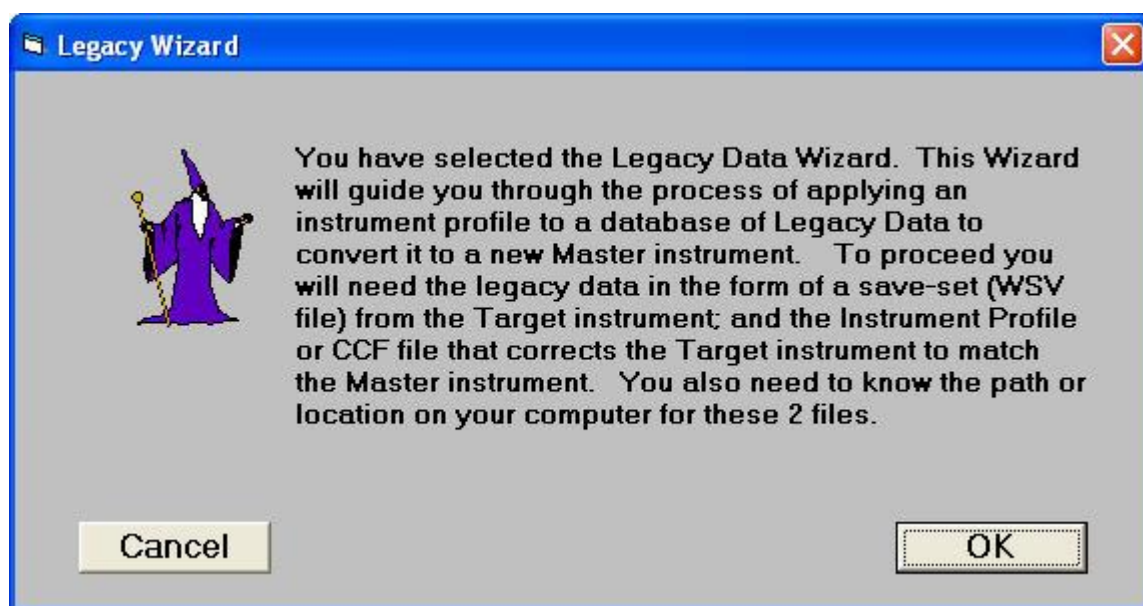 Legacy Wizard
You have selected the Legacy Data Wizard.  This Wizard
will guide you through the process of applying an
instrument profile to a database of Legacy Data to
convert it to a new Master instrument.   To proceed you
will need the legacy data in the form of a save-set (WSV
file) from the Target instrument; and the Instrument Profile
or CCF file that corrects the Target instrument to match
the Master instrument.  You also need to know the path or
location on your computer for these 2 files.
Cancel
OK